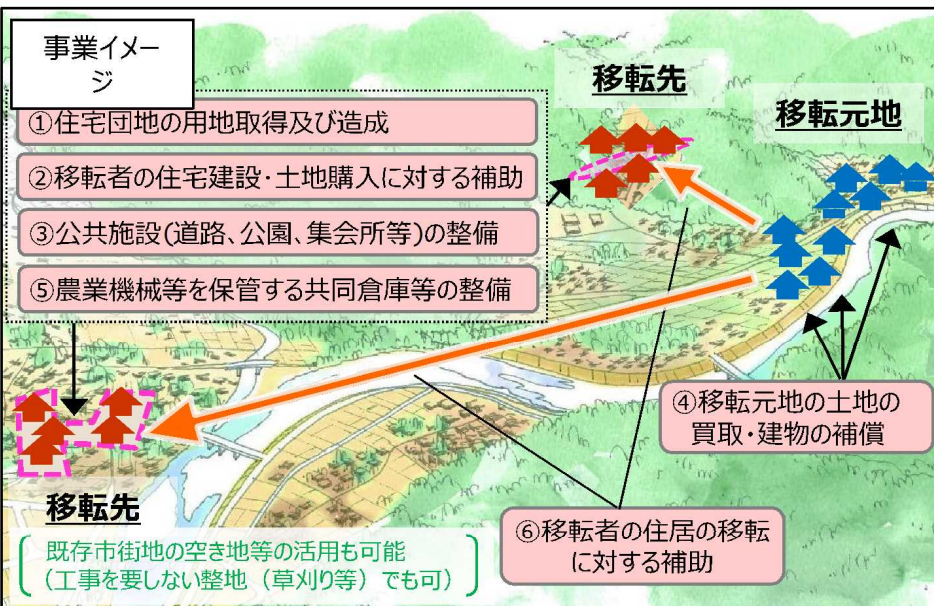 事業イメー
ジ
①住宅団地の用地取得及び造成
②移転者の住宅建設・土地購入に対する補助
③公共施設(道路、公園、集会所等)の整備
⑤農業機械等を保管する共同倉庫等の整備
移転先
移転元地
④移転元地の土地の
買取・建物の補償
移転先
既存市街地の空き地等の活用も可能
（工事を要しない整地（草刈り等）でも可）
⑥移転者の住居の移転
に対する補助